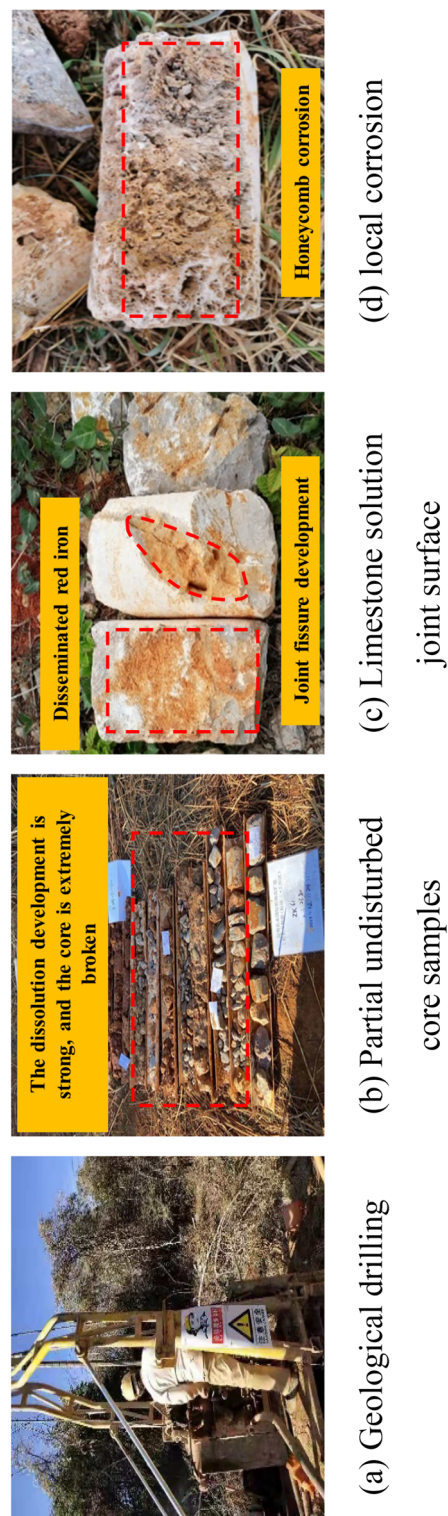 (a) Geological drilling
The dissolution development is
strong, and the core is extremely
broken
(b) Partial undisturbed
core samples
Disseminated red iron
Joint fissure development
(c) Limestone solution
joint surface
Honeycomb corrosion
(d) local corrosion